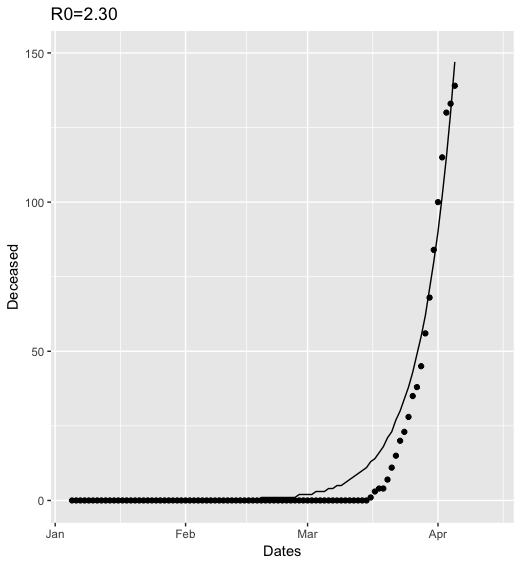 R0=2.30
150
100
50
0
Deceased
Jan Feb Mar Apr
Dates